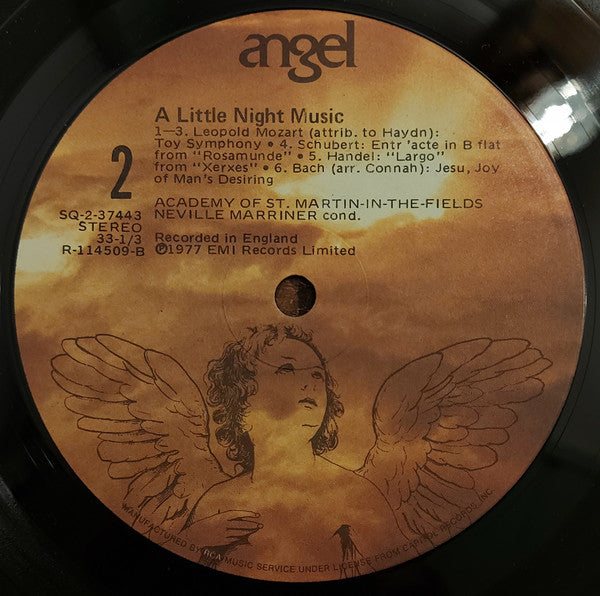 angel
A Little Night Music
1—3. Leopold Mozart (attrib. to Haydn):
Toy Symphony • 4. Schubert: Entr 'acte in B flat
from "Rosamunde" • 5. Handel: "Largo"
from "Xerxes" • 6. Bach (arr. Connah): Jesu, Joy
of Man's Desiring
2
ACADEMY OF ST. MARTIN-IN-THE-FIELDS
NEVILLE MARRINER cond.
SQ-2-37443
STEREO
33-1/3
R-114509-B
Recorded in England
℗1977 EMI Records Limited
MANUFACTURED BY RCA MUSIC SERVICE UNDER LICENSE FROM CAPITOL RECORDS, INC.